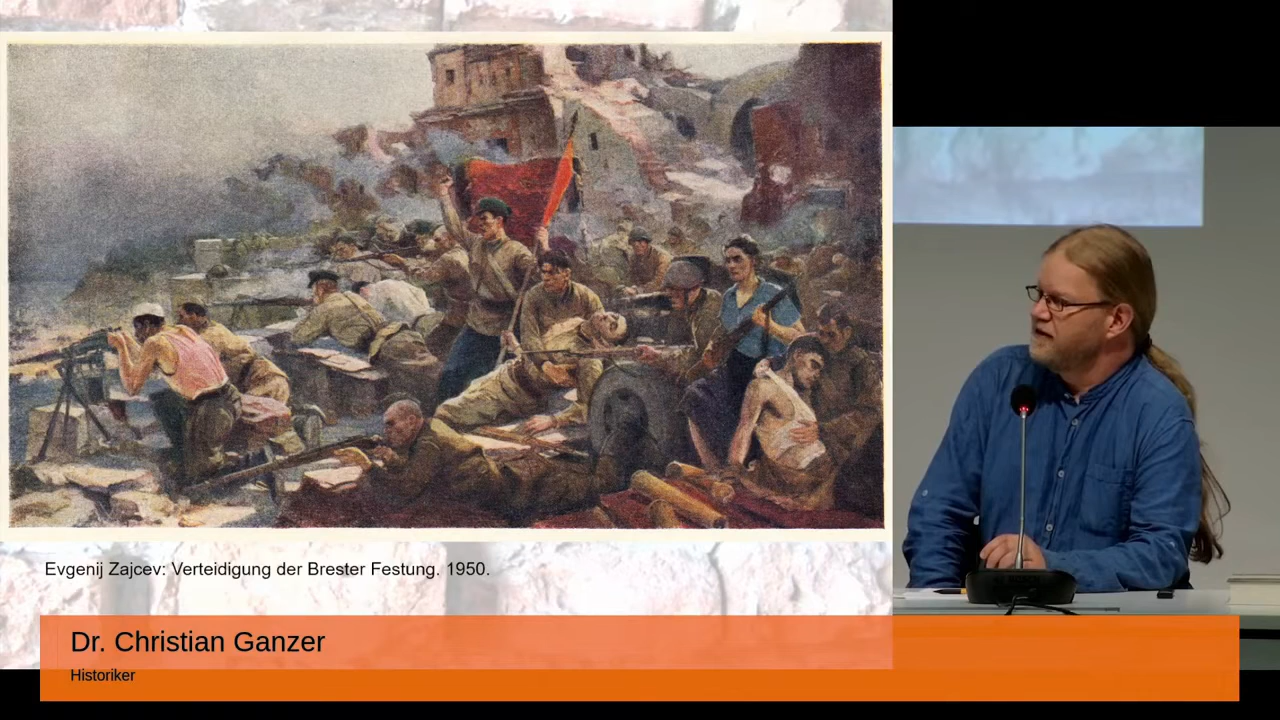 Evgenij Zajcev: Verteidigung der Brester Festung. 1950.
Dr. Christian Ganzer
Historiker